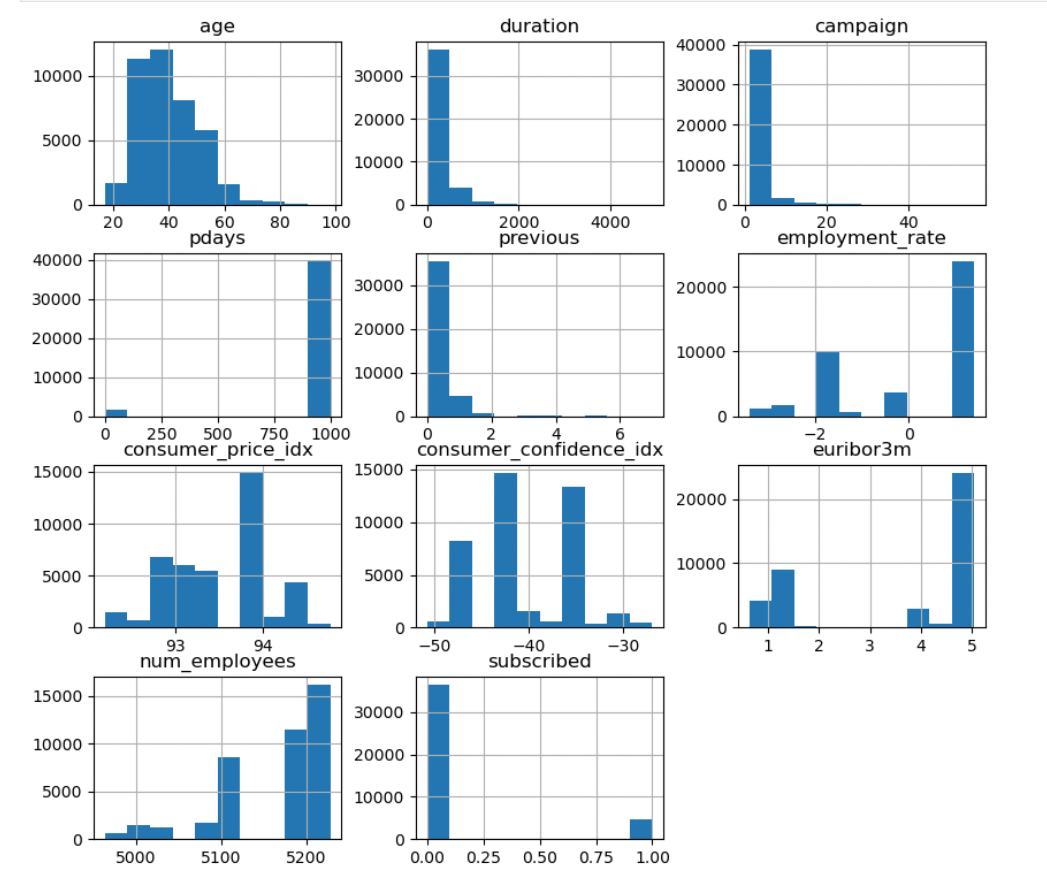 age duration campaign
10000 5000 0
20 40 60 80 100
30000 20000 10000 0
0 2000 4000
40000 30000 20000 10000 0
0 20 40
pdays previous employment_rate
40000 30000 20000 10000 0
0 250 500 750 1000
30000 20000 10000 0
0 2 4 6
20000 10000 0
−2 0
consumer_price_idx consumer_confidence_idx euribor3m
15000 10000 5000 0
93 94
15000 10000 5000 0
−50 −40 −30
20000 10000 0
1 2 3 4 5
num_employees subscribed
15000 10000 5000 0
5000 5100 5200
30000 20000 10000 0
0.00 0.25 0.50 0.75 1.00